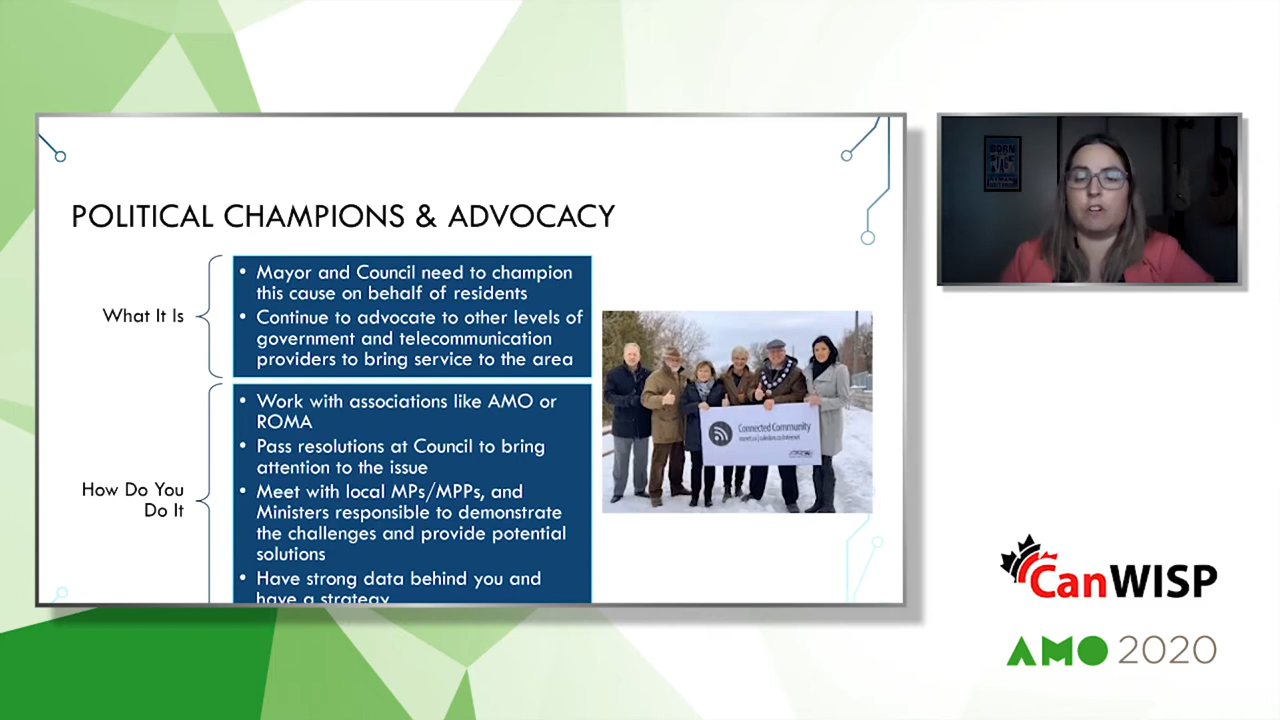 POLITICAL CHAMPIONS & ADVOCACY
What It Is
• Mayor and Council need to champion
this cause on behalf of residents
• Continue to advocate to other levels of
government and telecommunication
providers to bring service to the area
How Do You
Do It
• Work with associations like AMO or
ROMA
• Pass resolutions at Council to bring
attention to the issue
• Meet with local MPs/MPPs, and
Ministers responsible to demonstrate
the challenges and provide potential
solutions
• Have strong data behind you and
have a strategy
Connected Community
BORN
CanWISP
AMO 2020